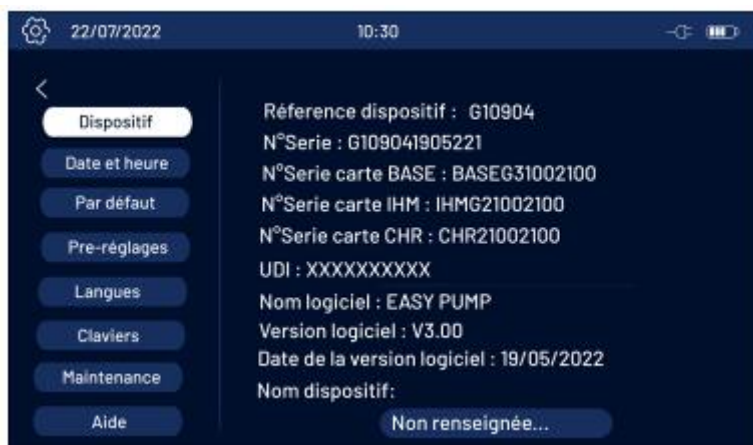 22/07/2022 10:30
Dispositif
Date et heure
Par défaut
Pre-réglages
Langues
Claviers
Maintenance
Aide
Réference dispositif : G10904
N°Serie : G109041905221
N°Serie carte BASE : BASEG31002100
N°Serie carte IHM : IHMG21002100
N°Serie carte CHR : CHR21002100
UDI : XXXXXXXXXX
Nom logiciel : EASY PUMP
Version logiciel : V3.00
Date de la version logiciel : 19/05/2022
Nom dispositif:
Non renseignée...